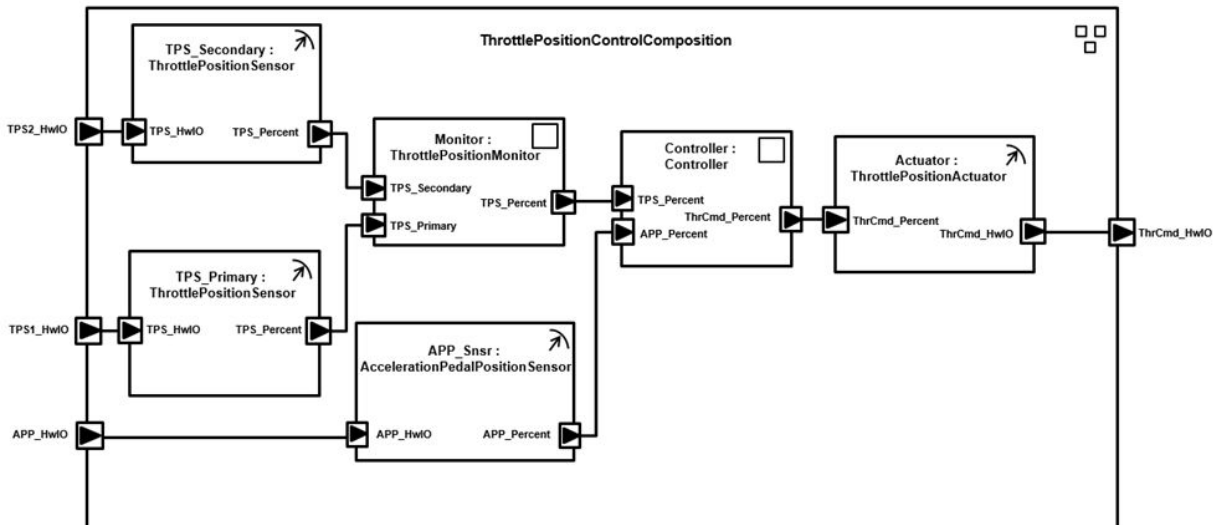 ThrottlePositionControlComposition
TPS_Secondary :
ThrottlePositionSensor
TPS2_HwIO
TPS_HwIO
TPS_Percent
Monitor :
ThrottlePositionMonitor
TPS_Secondary
TPS_Primary
TPS_Percent
Controller :
Controller
TPS_Percent
APP_Percent
ThrCmd_Percent
Actuator :
ThrottlePositionActuator
ThrCmd_Percent
ThrCmd_HwIO
ThrCmd_HwIO
TPS_Primary :
ThrottlePositionSensor
TPS1_HwIO
TPS_HwIO
TPS_Percent
APP_Snsr :
AccelerationPedalPositionSensor
APP_HwIO
APP_HwIO
APP_Percent